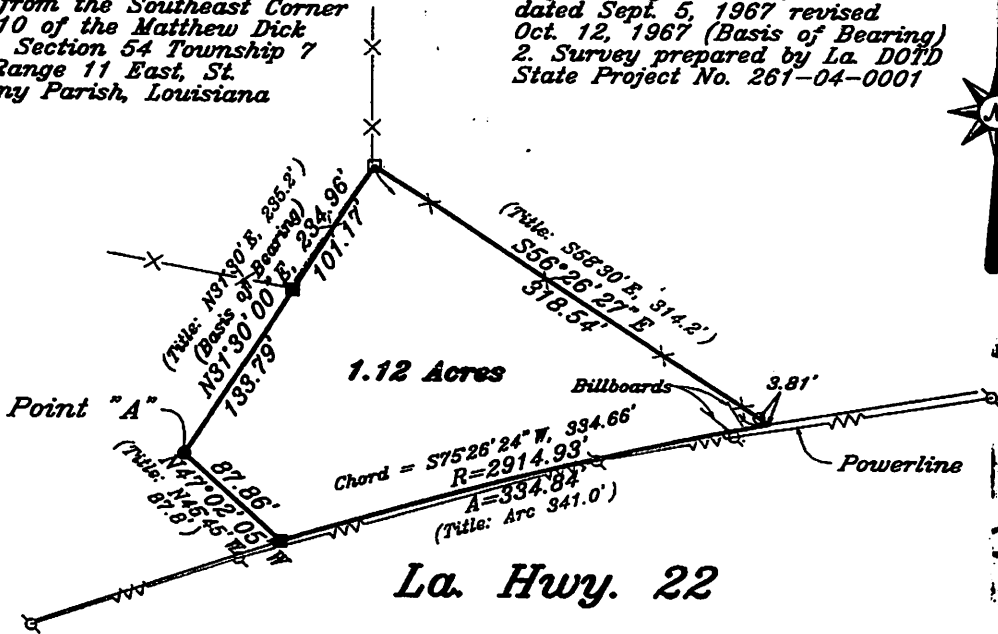 from the Southeast Corner
10 of the Matthew Dick
Section 54 Township 7
Range 11 East, St.
ny Parish, Louisiana
dated Sept. 5, 1967 revised
Oct. 12, 1967 (Basis of Bearing)
2. Survey prepared by La. DOTD
State Project No. 261-04-0001
N
(Title: N31°30'E, 235.2')
(Basis of Bearing)
N31°30'00"E, 234.96'
101.17'
133.79'
(Title: S58°30'E, 314.2')
S56°26'27" E
318.54'
1.12 Acres
Billboards
3.81'
Point "A"
Powerline
87.86'
N47°02'05" W
(Title: N45°45' W
87.8')
Chord = S75°26'24" W, 334.66'
R=2914.93'
A=334.84'
(Title: Arc 341.0')
La. Hwy. 22